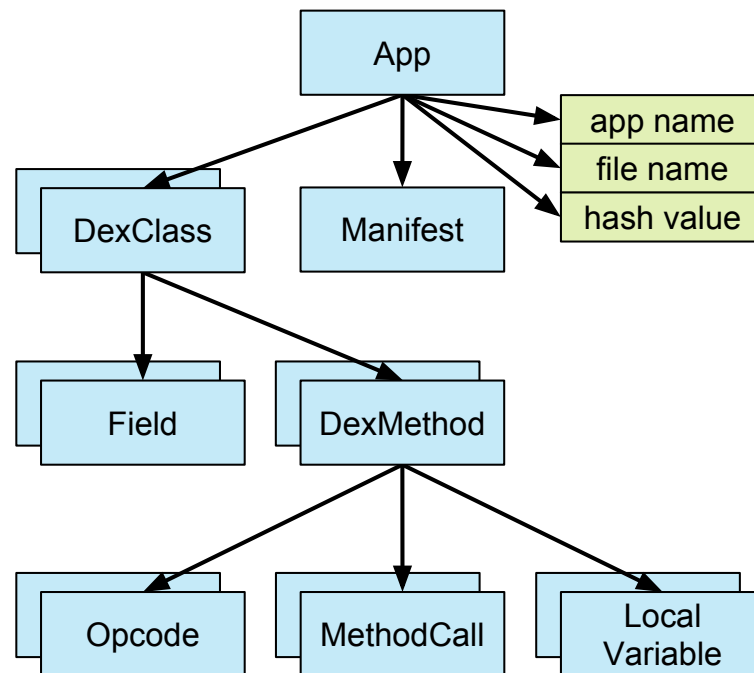 App
app name
file name
hash value
DexClass
Manifest
Field
DexMethod
Opcode
MethodCall
Local
Variable